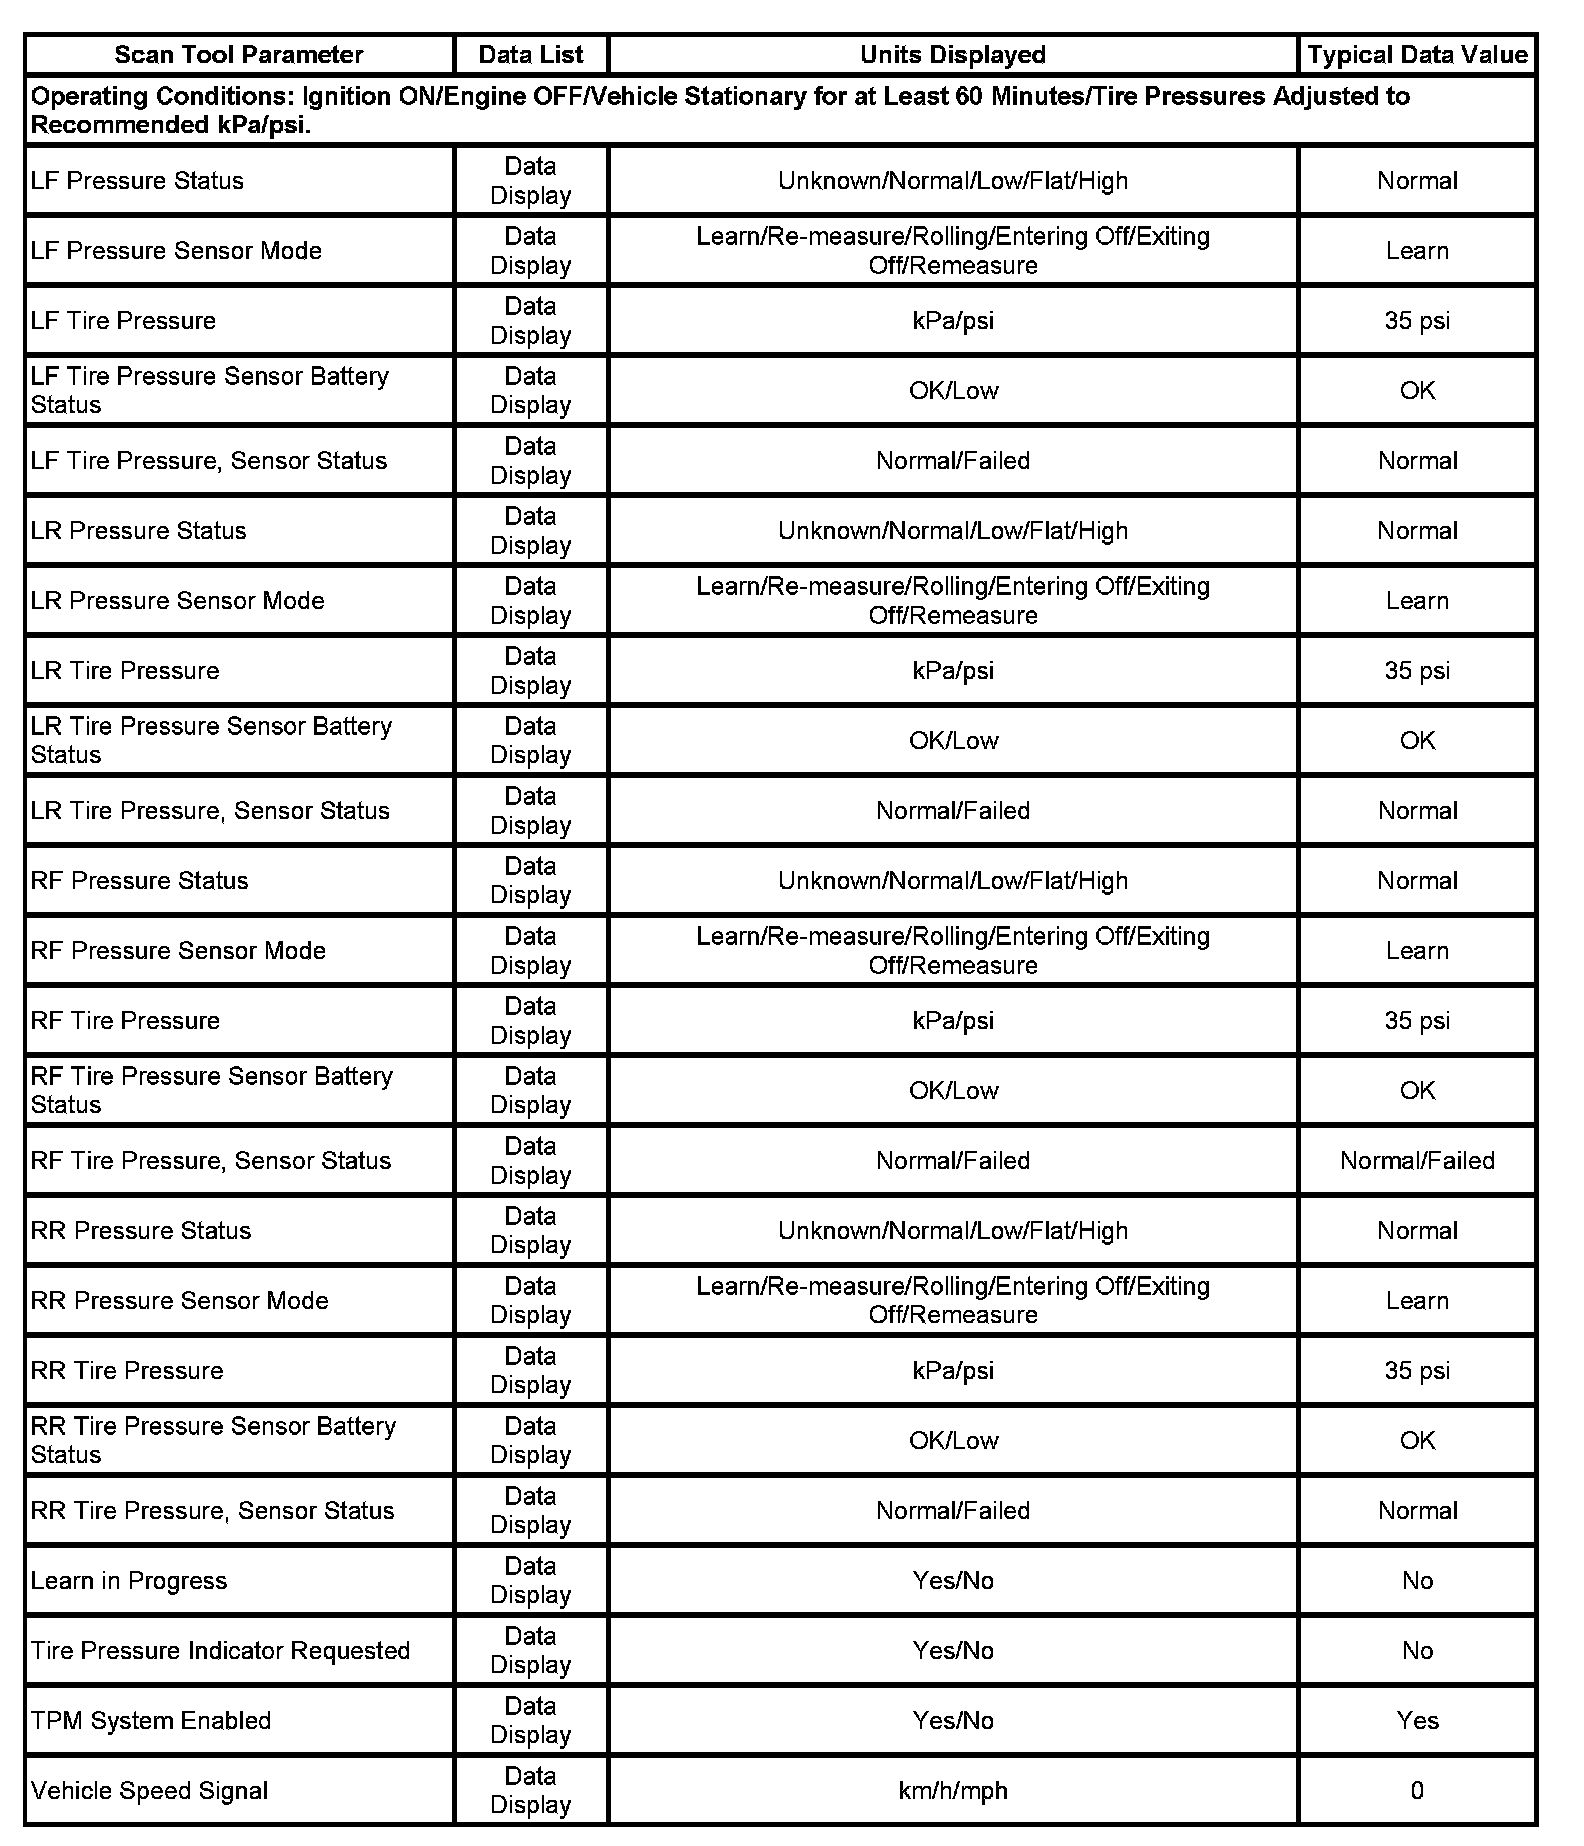 Scan Tool Parameter Data List Units Displayed Typical Data Value
Operating Conditions: Ignition ON/Engine OFF/Vehicle Stationary for at Least 60 Minutes/Tire Pressures Adjusted to
Recommended kPa/psi.
LF Pressure Status Data Display Unknown/Normal/Low/Flat/High Normal
LF Pressure Sensor Mode Data Display Learn/Re-measure/Rolling/Entering Off/Exiting Off/Remeasure Learn
LF Tire Pressure Data Display kPa/psi 35 psi
LF Tire Pressure Sensor Battery Status Data Display OK/Low OK
LF Tire Pressure, Sensor Status Data Display Normal/Failed Normal
LR Pressure Status Data Display Unknown/Normal/Low/Flat/High Normal
LR Pressure Sensor Mode Data Display Learn/Re-measure/Rolling/Entering Off/Exiting Off/Remeasure Learn
LR Tire Pressure Data Display kPa/psi 35 psi
LR Tire Pressure Sensor Battery Status Data Display OK/Low OK
LR Tire Pressure, Sensor Status Data Display Normal/Failed Normal
RF Pressure Status Data Display Unknown/Normal/Low/Flat/High Normal
RF Pressure Sensor Mode Data Display Learn/Re-measure/Rolling/Entering Off/Exiting Off/Remeasure Learn
RF Tire Pressure Data Display kPa/psi 35 psi
RF Tire Pressure Sensor Battery Status Data Display OK/Low OK
RF Tire Pressure, Sensor Status Data Display Normal/Failed Normal/Failed
RR Pressure Status Data Display Unknown/Normal/Low/Flat/High Normal
RR Pressure Sensor Mode Data Display Learn/Re-measure/Rolling/Entering Off/Exiting Off/Remeasure Learn
RR Tire Pressure Data Display kPa/psi 35 psi
RR Tire Pressure Sensor Battery Status Data Display OK/Low OK
RR Tire Pressure, Sensor Status Data Display Normal/Failed Normal
Learn in Progress Data Display Yes/No No
Tire Pressure Indicator Requested Data Display Yes/No No
TPM System Enabled Data Display Yes/No Yes
Vehicle Speed Signal Data Display km/h/mph 0